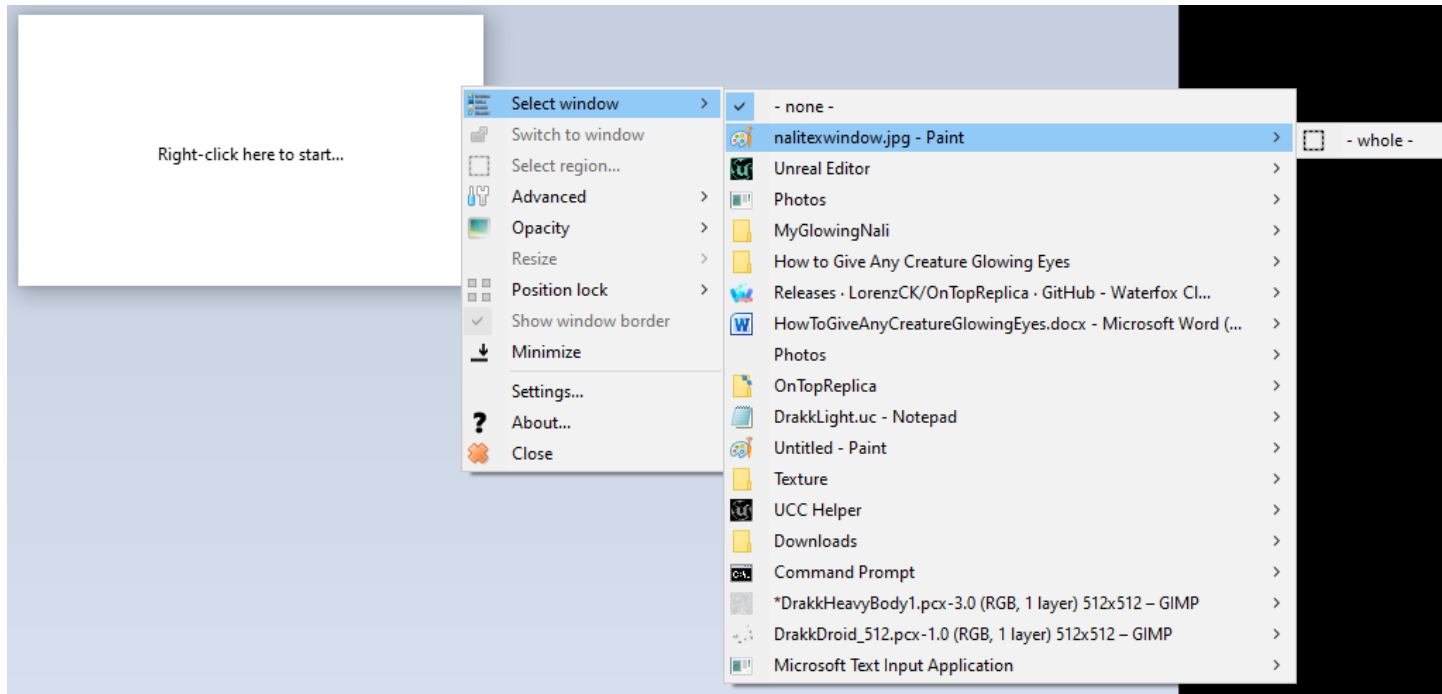 Right-click here to start...
Select window
Switch to window
Select region...
Advanced
Opacity
Resize
Position lock
Show window border
Minimize
Settings...
About...
Close
- none -
nalitexwindow.jpg - Paint
Unreal Editor
Photos
MyGlowingNali
How to Give Any Creature Glowing Eyes
Releases · LorenzCK/OnTopReplica · GitHub - Waterfox Cl...
HowToGiveAnyCreatureGlowingEyes.docx - Microsoft Word (...
Photos
OnTopReplica
DrakkLight.uc - Notepad
Untitled - Paint
Texture
UCC Helper
Downloads
Command Prompt
*DrakkHeavyBody1.pcx-3.0 (RGB, 1 layer) 512x512 – GIMP
DrakkDroid_512.pcx-1.0 (RGB, 1 layer) 512x512 – GIMP
Microsoft Text Input Application
- whole -